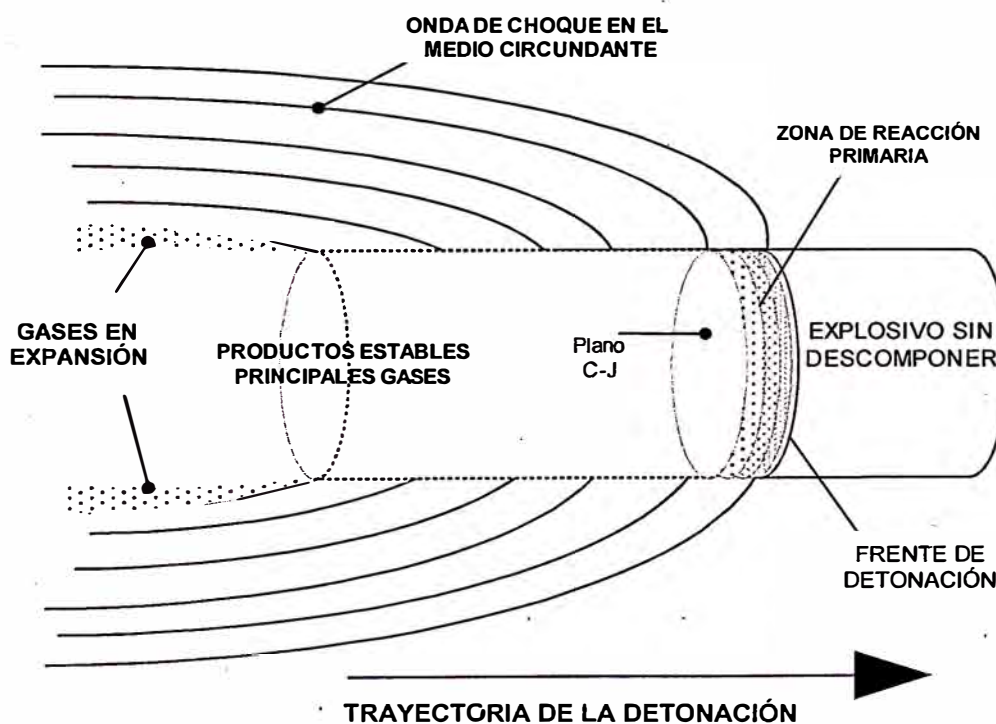 ONDA DE CHOQUE EN EL
MEDIO CIRCUNDANTE
ZONA DE REACCIÓN
PRIMARIA
GASES EN
EXPANSIÓN
PRODUCTOS ESTABLES
PRINCIPALES GASES
Plano
C-J
EXPLOSIVO SIN
DESCOMPONER
FRENTE DE
DETONACIÓN
TRAYECTORIA DE LA DETONACIÓN